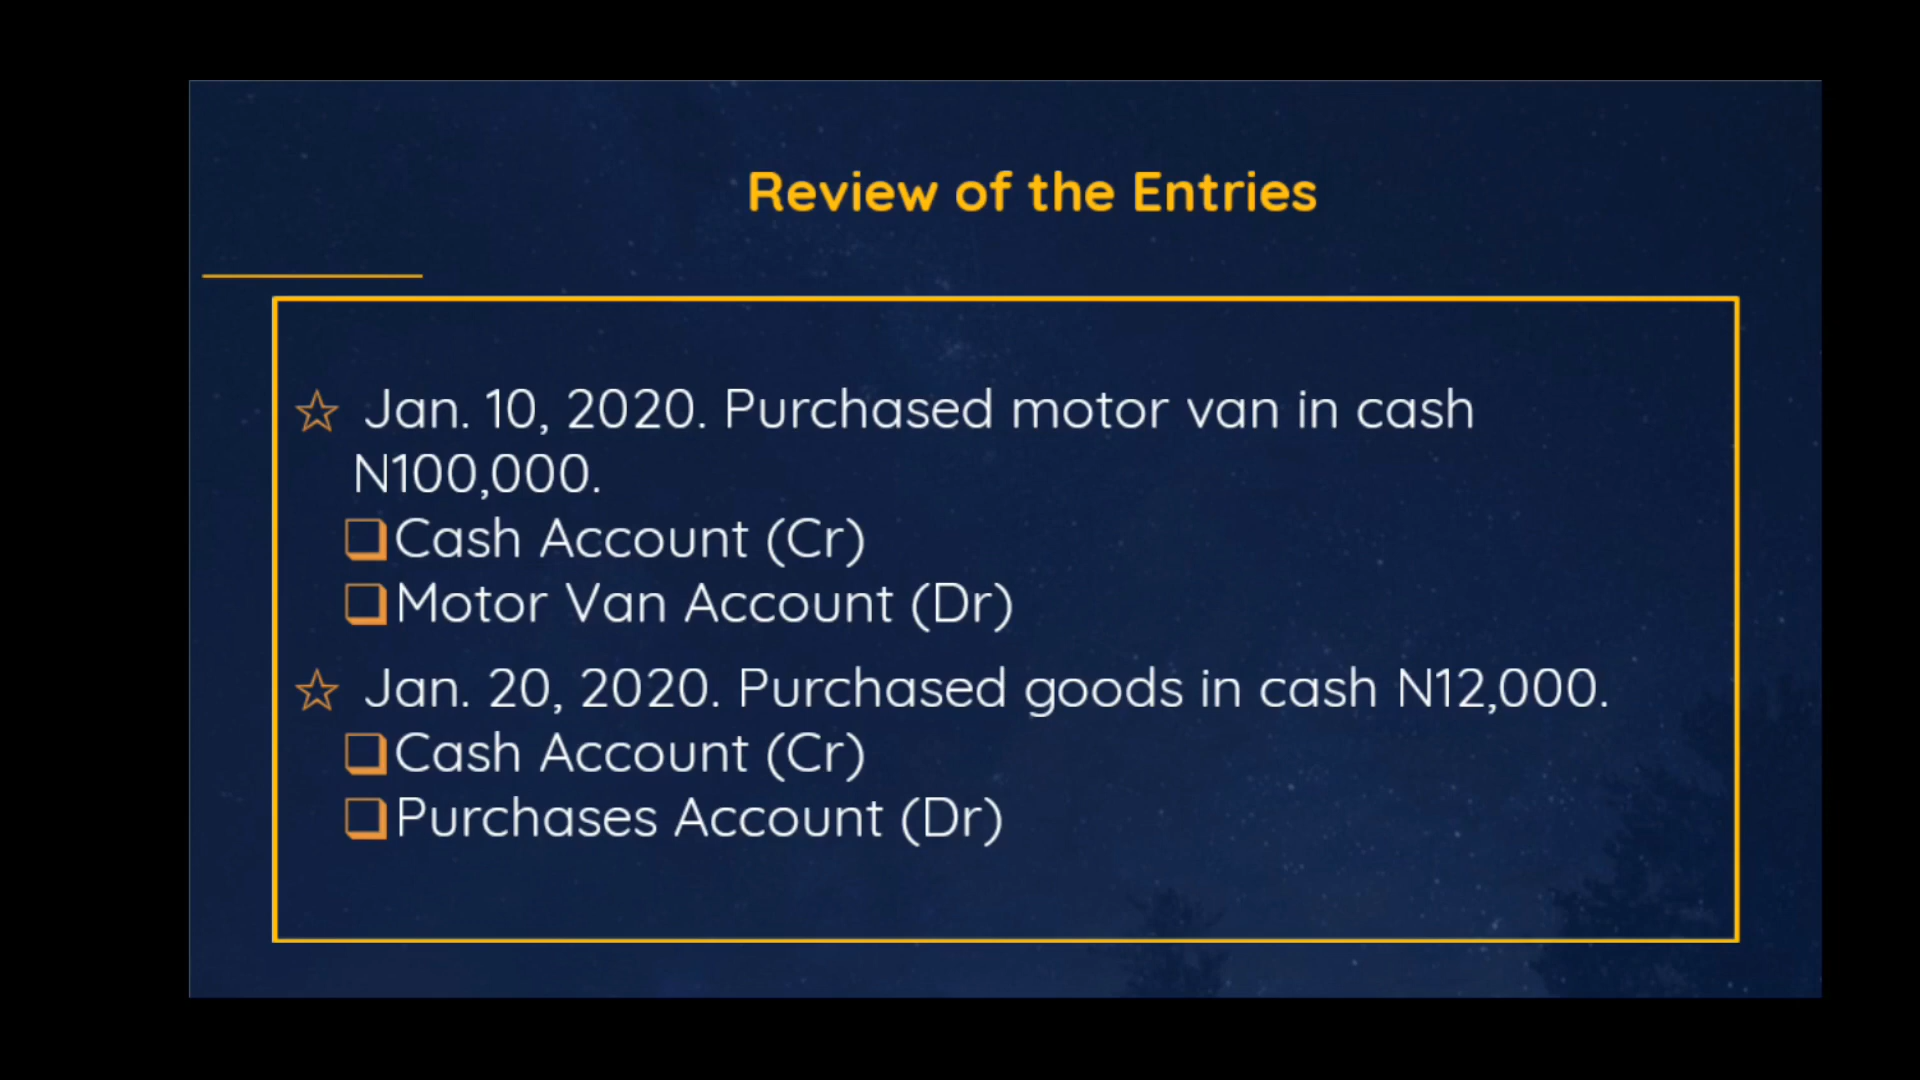 Review of the Entries
Jan. 10, 2020. Purchased motor van in cash
N100,000.
Cash Account (Cr)
Motor Van Account (Dr)
Jan. 20, 2020. Purchased goods in cash N12,000.
Cash Account (Cr)
Purchases Account (Dr)